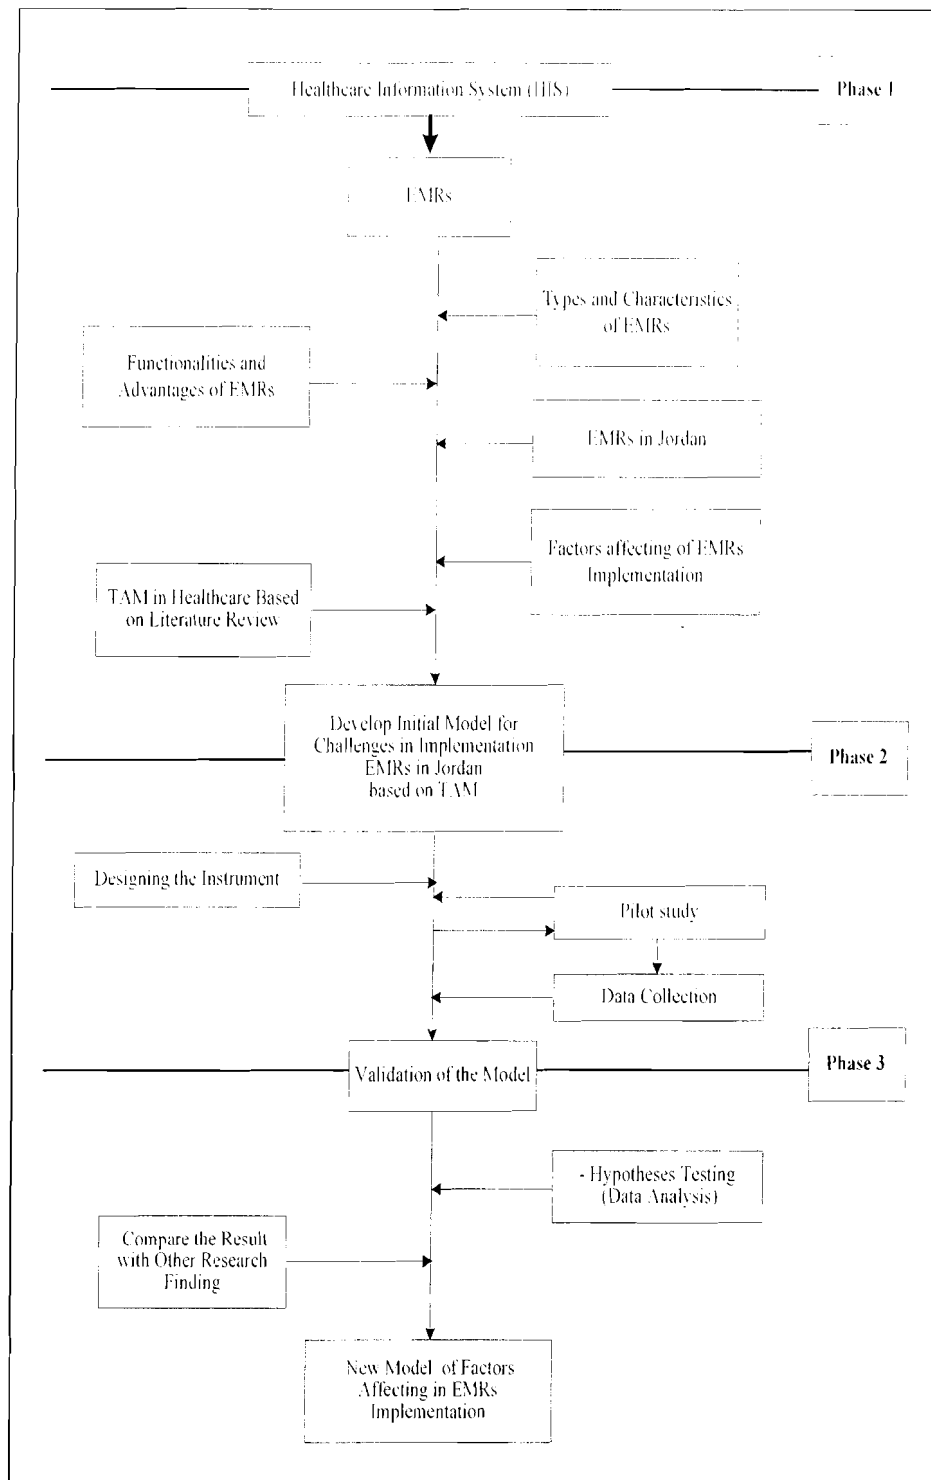 Healthcare Information System (HIS)
Phase 1
EMRs
Types and Characteristics
of EMRs
Functionalities and
Advantages of EMRs
EMRs in Jordan
Factors affecting of EMRs
Implementation
TAM in Healthcare Based
on Literature Review
Develop Initial Model for
Challenges in Implementation
EMRs in Jordan
based on TAM
Phase 2
Designing the Instrument
Pilot study
Data Collection
Validation of the Model
Phase 3
- Hypotheses Testing
(Data Analysis)
Compare the Result
with Other Research
Finding
New Model of Factors
Affecting in EMRs
Implementation